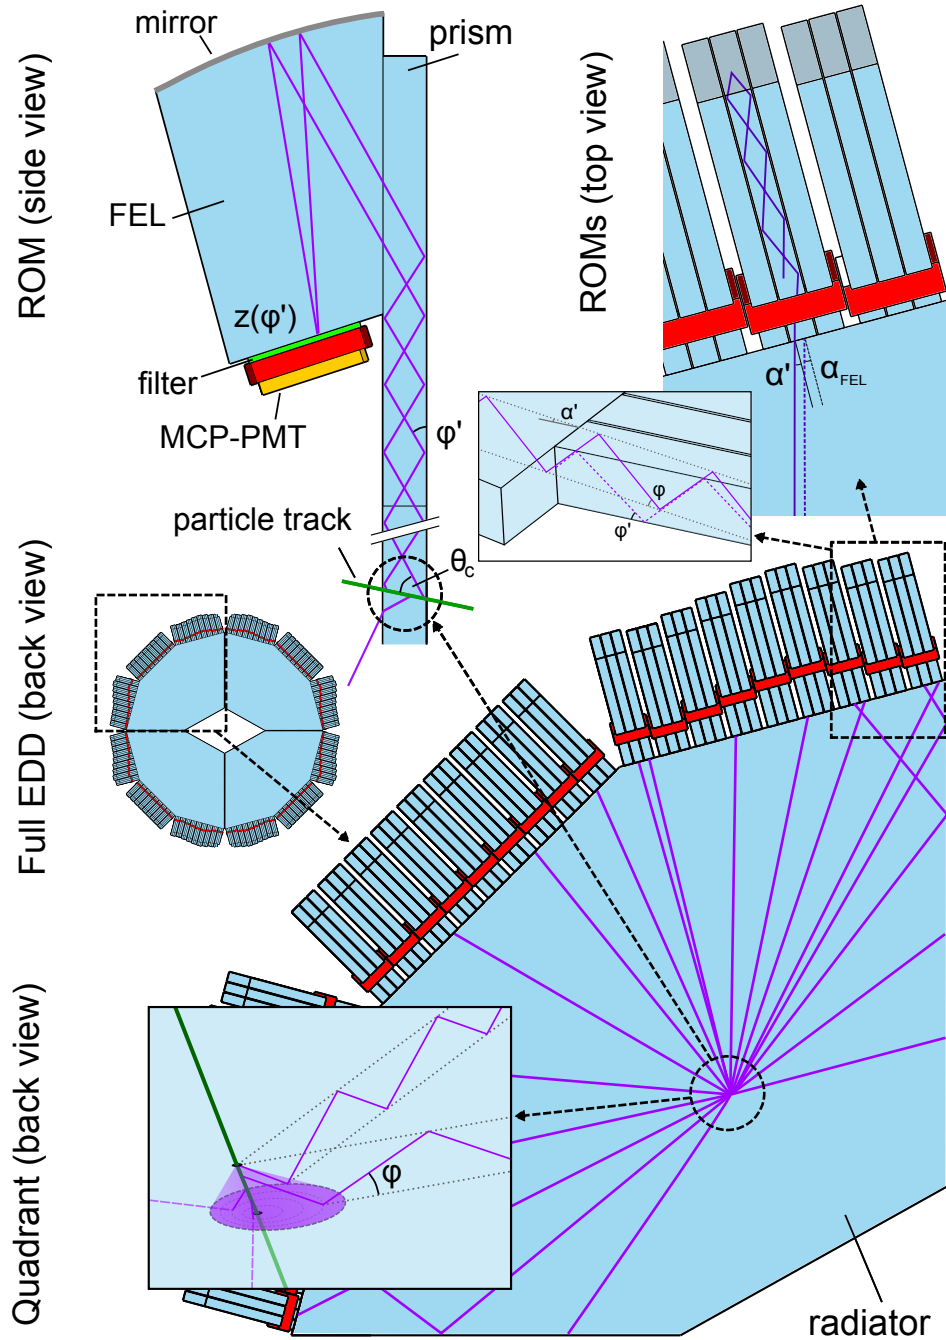 mirror
prism
ROM (side view)
ROMs (top view)
FEL
z(φ')
filter
MCP-PMT
φ'
α'
α_FEL
α'
φ
φ'
particle track
θ_c
Full EDD (back view)
Quadrant (back view)
φ
radiator